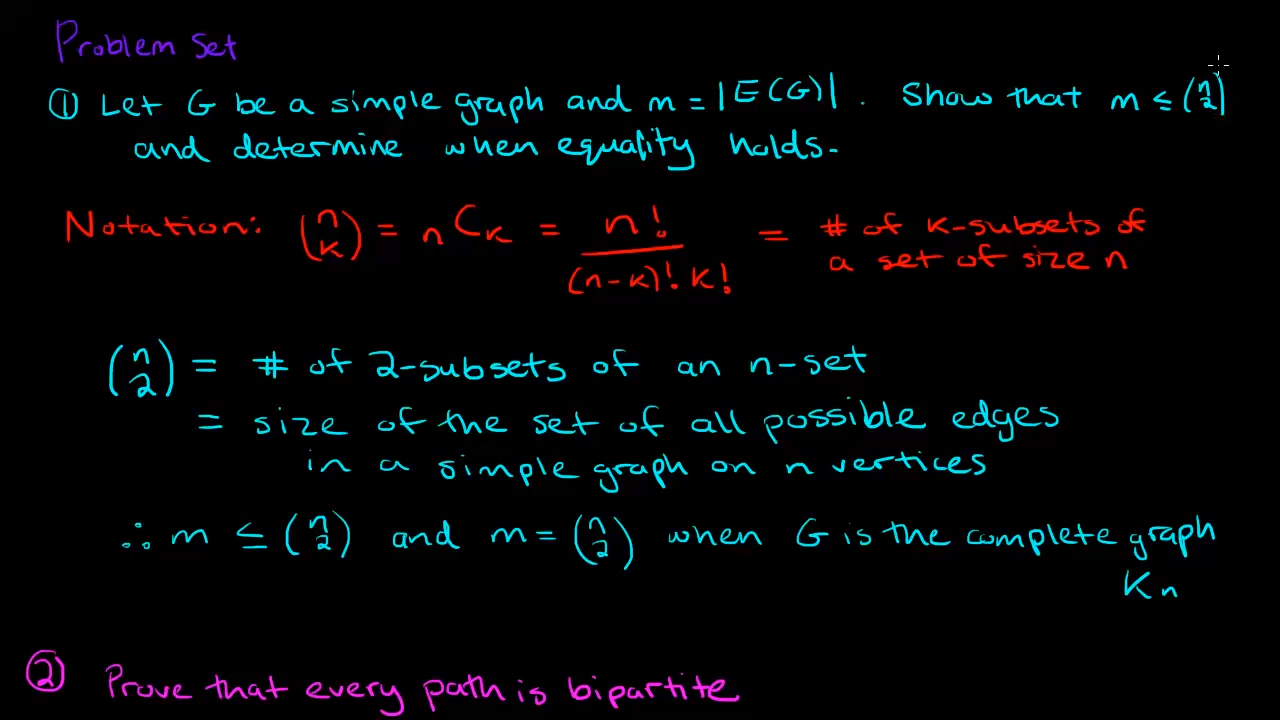 Problem Set
① Let G be a simple graph and m = |E(G)|. Show that m ≤ (n 2)
and determine when equality holds.
Notation: (n k) = nCk = n! / (n-k)! k! = # of k-subsets of
a set of size n
(n 2) = # of 2-subsets of an n-set
= size of the set of all possible edges
in a simple graph on n vertices
∴ m ≤ (n 2) and m = (n 2) when G is the complete graph
Kn
② Prove that every path is bipartite